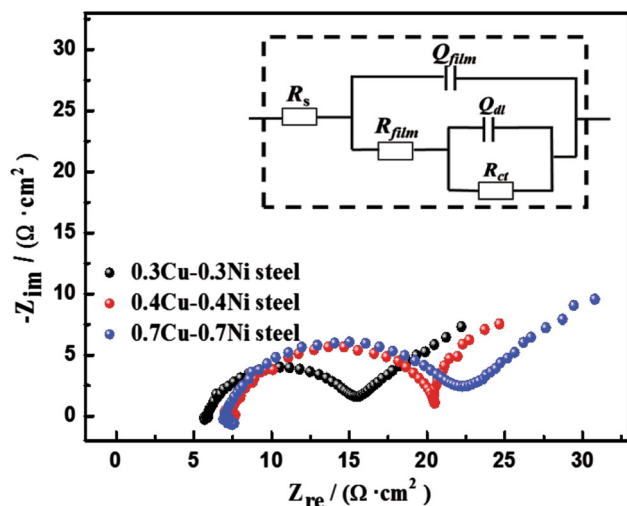 30
25
20
15
10
5
0
-Z_im / (Ω ·cm²)
Q_film
R_s
R_film
Q_dl
R_ct
0.3Cu-0.3Ni steel
0.4Cu-0.4Ni steel
0.7Cu-0.7Ni steel
0 5 10 15 20 25 30
Z_re / (Ω ·cm²)